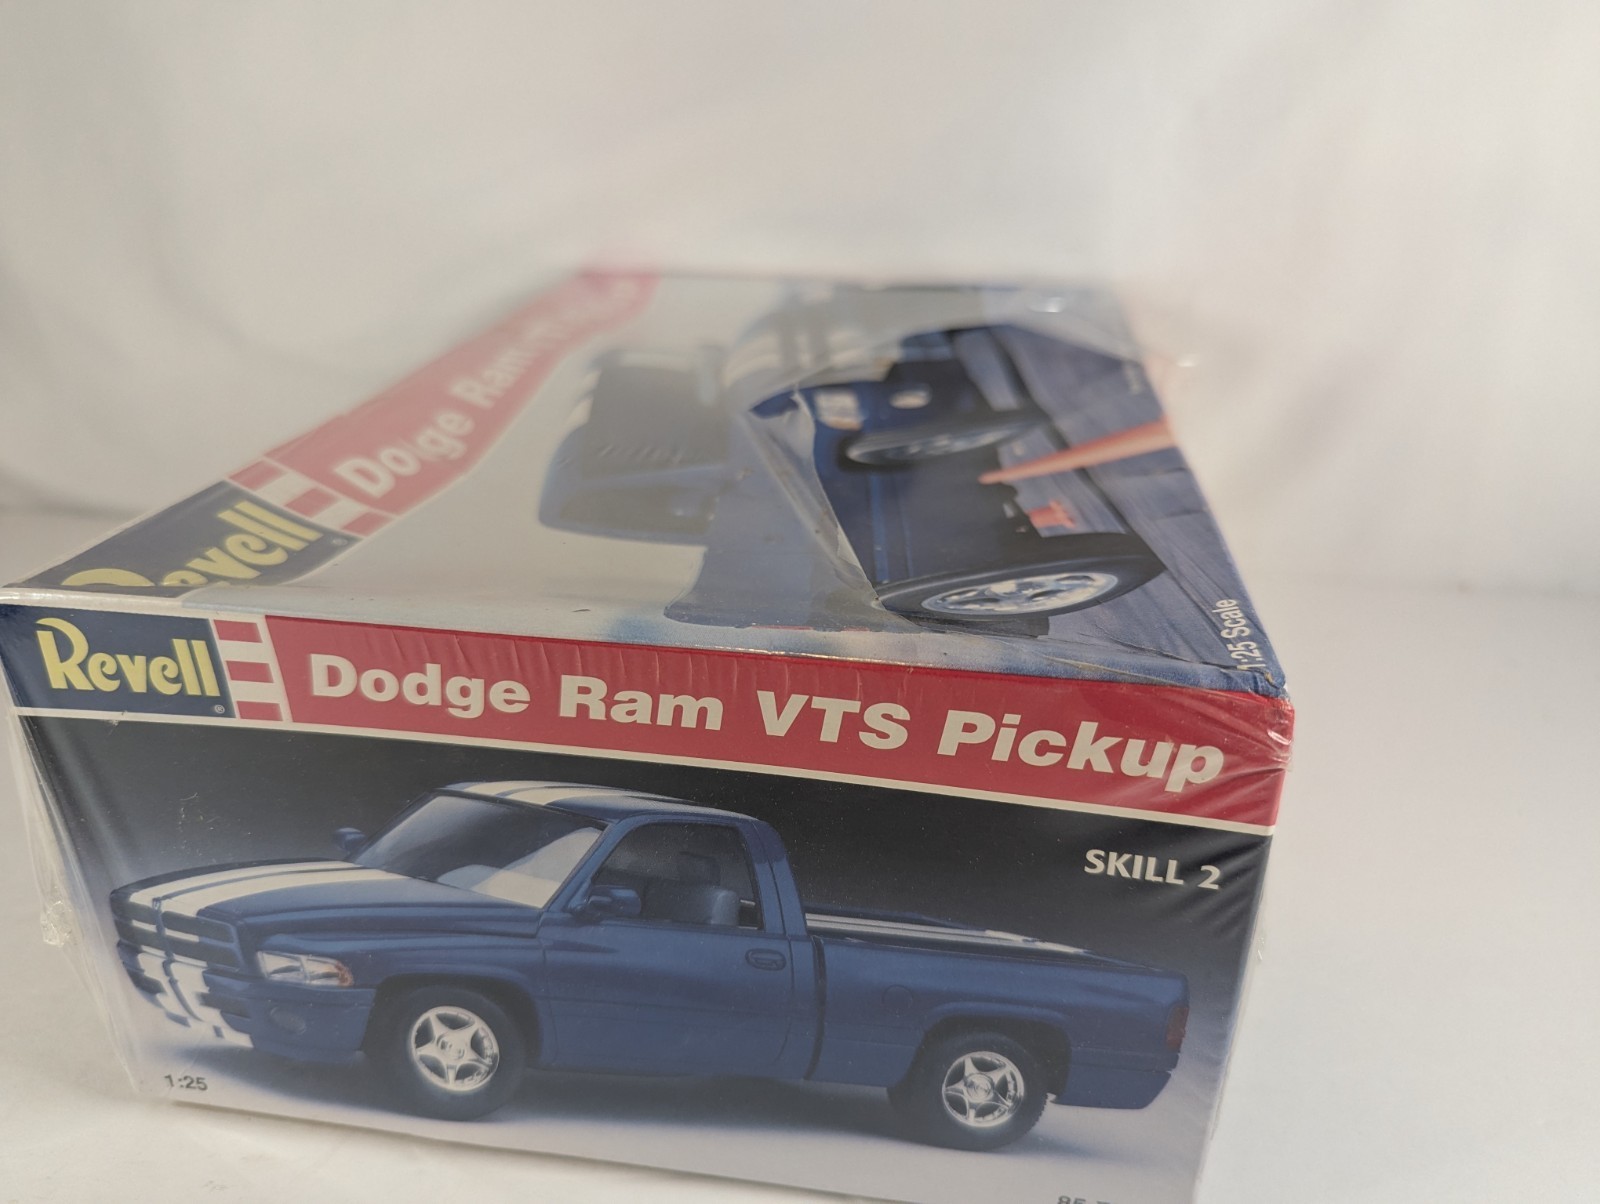 Revell
Dodge Ram
1:25 Scale
Revell®
Dodge Ram VTS Pickup
SKILL 2
1:25